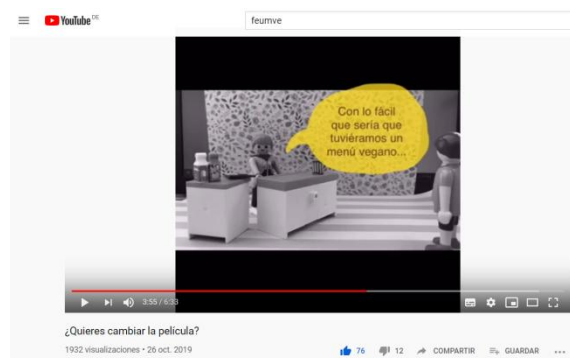 YouTube DE
feumve
Con lo fácil
que sería que
tuviéramos un
menú vegano...
3:55 / 6:33
¿Quieres cambiar la película?
1932 visualizaciones • 26 oct. 2019
76
12
COMPARTIR
GUARDAR